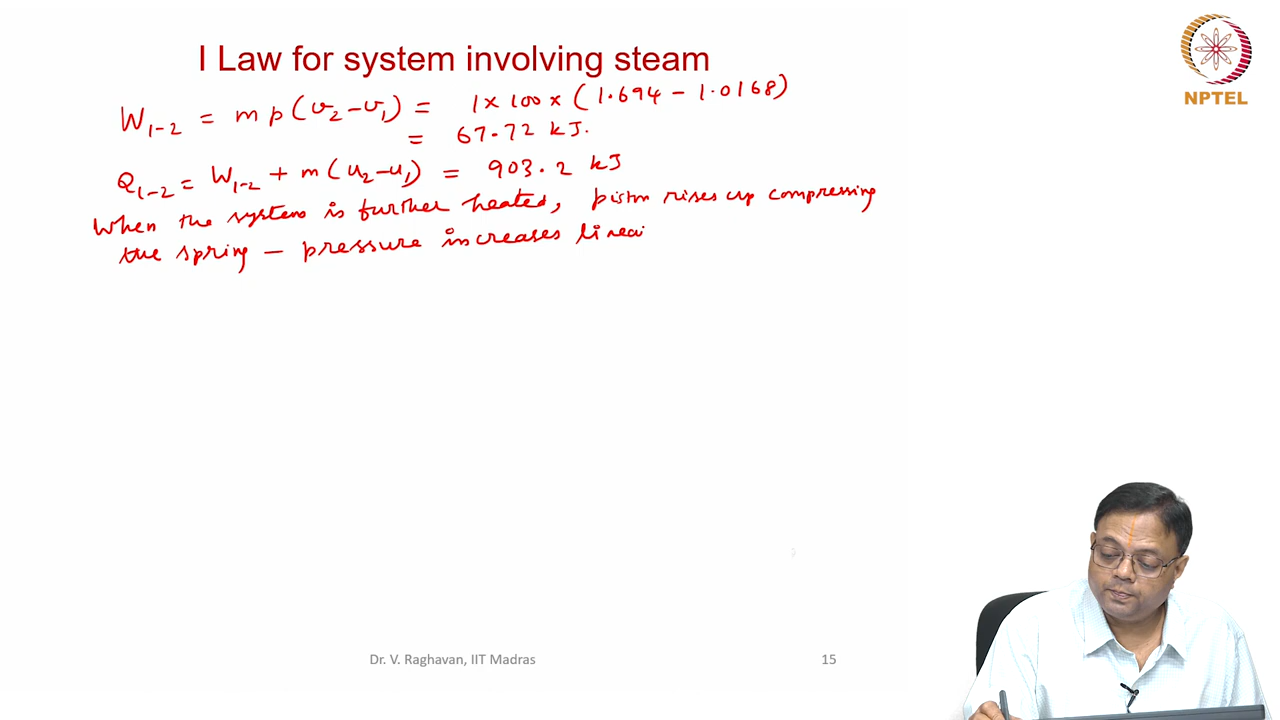 I Law for system involving steam
NPTEL
W₁₋₂ = m p (v₂ - v₁) = 1 x 100 x (1.694 - 1.0168)
= 67.72 kJ.
Q₁₋₂ = W₁₋₂ + m (u₂ - u₁) = 903.2 kJ
When the system is further heated, piston rises up compressing
the spring - pressure increases linear
Dr. V. Raghavan, IIT Madras
15